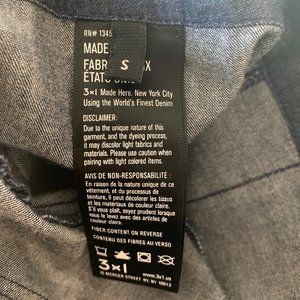 RN# 1345
MADE
FABR
S
X
ÉTATS
3×1 Made Here. New York City
Using the World's Finest Denim
DISCLAIMER:
Due to the unique nature of this
garment, and the dyeing process,
it may discolor light fabrics and
materials. Please use caution when
pairing with light colored items.
AVIS DE NON-RESPONSABILITÉ:
En raison de la nature unique de ce
vêtement, et du processus de
teinture, il peut décolorer les tissus
et les matériaux de couleur claire.
S'il vous plaît, soyez prudent lorsque
vous le lavez avec des articles de
couleur claire.
FIBER CONTENT ON REVERSE
CONTENU DES FIBRES AU VERSO
3×1
www.3x1.us
15 MERCER STREET NY, NY 10013